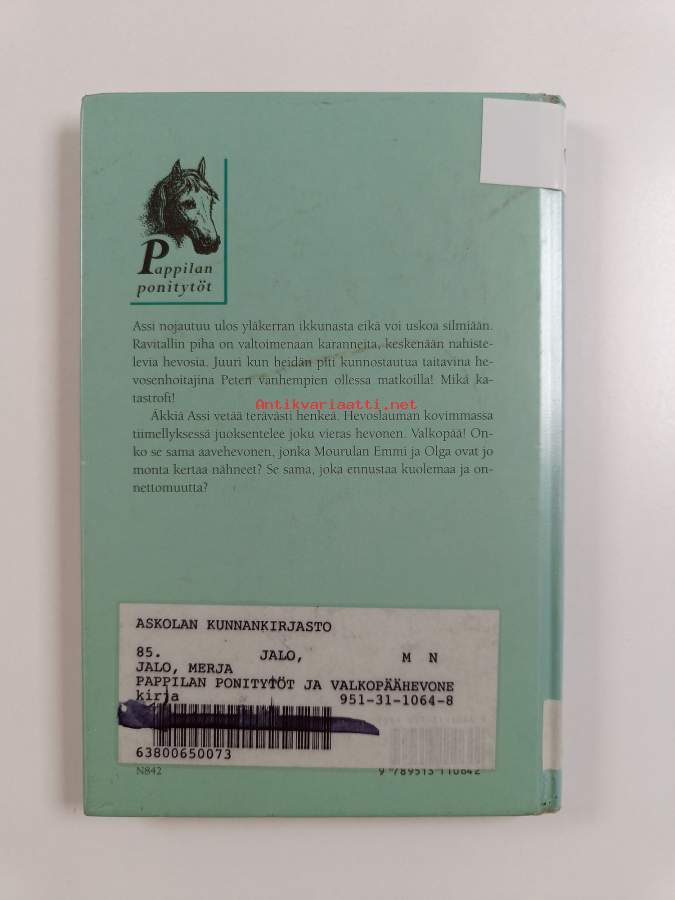 Pappilan
ponitytöt
Assi nojautuu ulos yläkerran ikkunasta eikä voi uskoa silmiään.
Ravitallin piha on valtoimenaan karanneita, keskenään nahiste-
levia hevosia. Juuri kun heidän piti kunnostautua taitavina he-
vosenhoitajina Peten vanhempien ollessa matkoilla! Mikä ka-
tastrofi!
Antikvariaatti.net
Äkkiä Assi vetää terävästi henkeä. Hevoslauman kovimmassa
tiimellyksessä juoksentelee joku vieras hevonen. Valkopää! On-
ko se sama aavehevonen, jonka Mourulan Emmi ja Olga ovat jo
monta kertaa nähneet? Se sama, joka ennustaa kuolemaa ja on-
nettomuutta?
ASKOLAN KUNNANKIRJASTO
85. JALO, M N
JALO, MERJA
PAPPILAN PONITYTÖT JA VALKOPÄÄHEVONE
kirja 951-31-1064-8
63800650073
N842 9 789513 110642